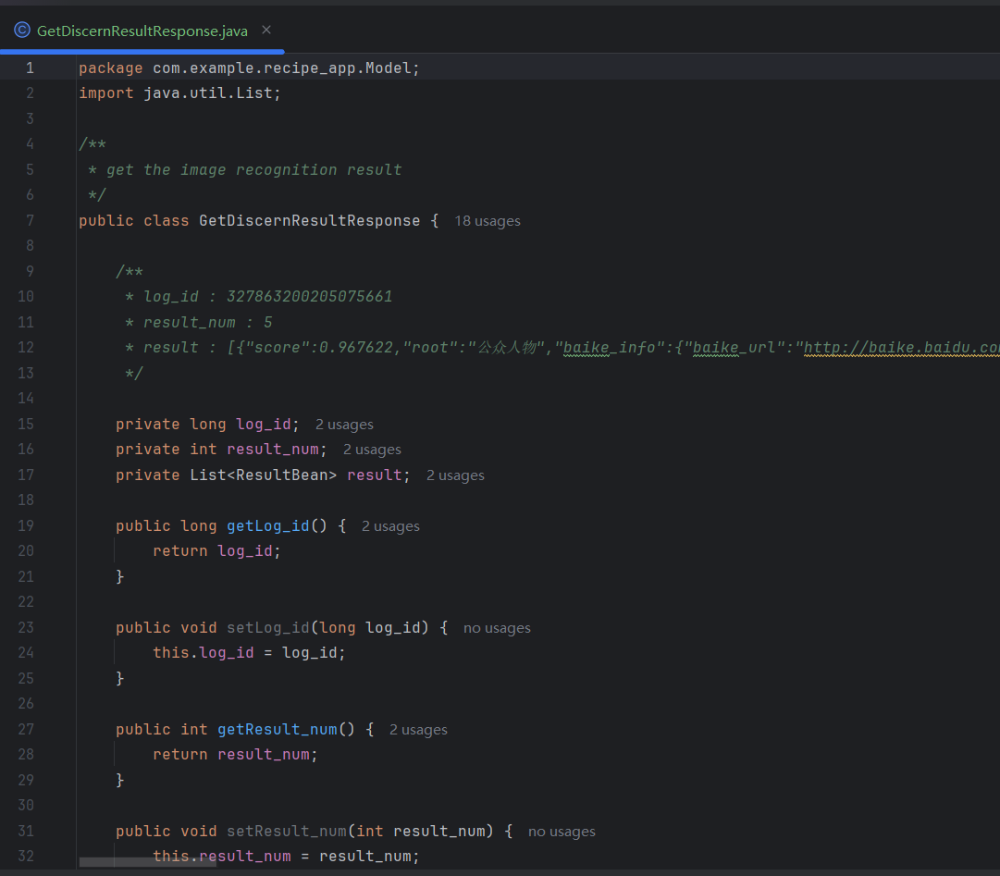 GetDiscernResultResponse.java
1 package com.example.recipe_app.Model;
2 import java.util.List;
3
4 /**
5 * get the image recognition result
6 */
7 public class GetDiscernResultResponse { 18 usages
8
9 /**
10 * log_id : 327863200205075661
11 * result_num : 5
12 * result : [{"score":0.967622,"root":"公众人物","baike_info":{"baike_url":"http://baike.baidu.com
13 */
14
15 private long log_id; 2 usages
16 private int result_num; 2 usages
17 private List<ResultBean> result; 2 usages
18
19 public long getLog_id() { 2 usages
20 return log_id;
21 }
22
23 public void setLog_id(long log_id) { no usages
24 this.log_id = log_id;
25 }
26
27 public int getResult_num() { 2 usages
28 return result_num;
29 }
30
31 public void setResult_num(int result_num) { no usages
32 this.result_num = result_num;